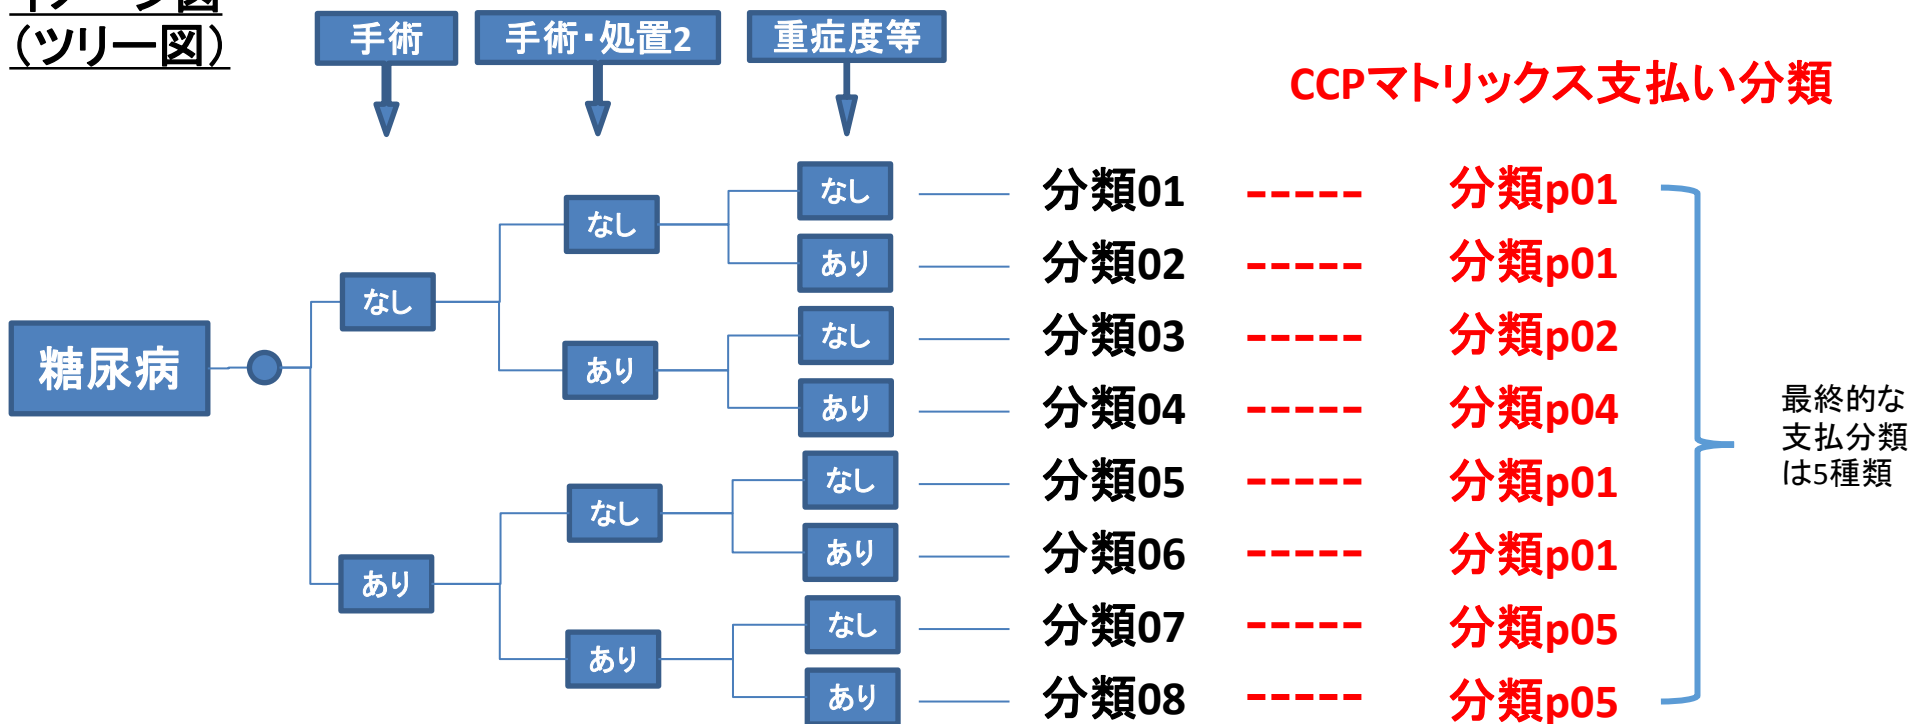 イメージ図
（ツリー図）
手術
手術・処置2
重症度等
CCPマトリックス支払い分類
なし
分類01
-----
分類p01
なし
あり
分類02
-----
分類p01
なし
なし
分類03
-----
分類p02
糖尿病
あり
あり
分類04
-----
分類p04
最終的な
支払分類
は5種類
なし
分類05
-----
分類p01
なし
あり
分類06
-----
分類p01
あり
なし
分類07
-----
分類p05
あり
あり
分類08
-----
分類p05